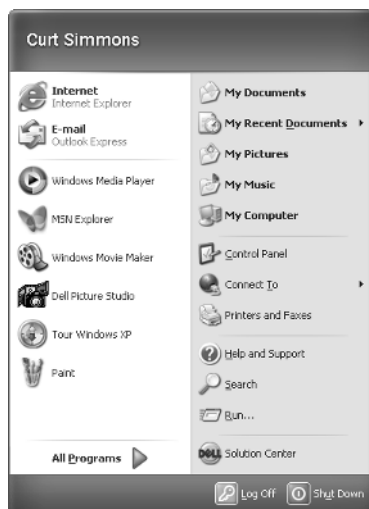 Curt Simmons
Internet
Internet Explorer
E-mail
Outlook Express
Windows Media Player
MSN Explorer
Windows Movie Maker
Dell Picture Studio
Tour Windows XP
Paint
All Programs
My Documents
My Recent Documents
My Pictures
My Music
My Computer
Control Panel
Connect To
Printers and Faxes
Help and Support
Search
Run...
DELL Solution Center
Log Off Shut Down